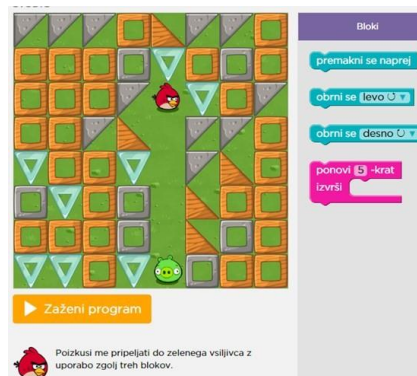 Bloki
premakni se naprej
obrni se levo
obrni se desno
ponovi 5 -krat
izvrši
Zaženi program
Poizkusi me pripeljati do zelenega vsiljivca z
uporabo zgolj treh blokov.